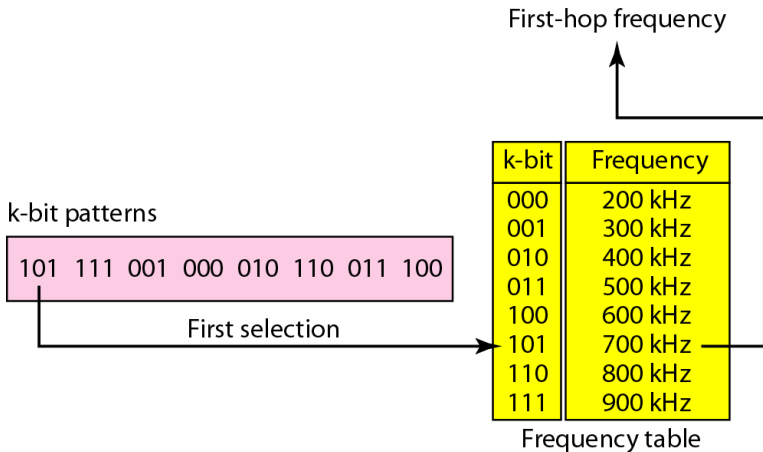 First-hop frequency
k-bit Frequency
000 200 kHz
001 300 kHz
010 400 kHz
011 500 kHz
100 600 kHz
101 700 kHz
110 800 kHz
111 900 kHz
Frequency table
k-bit patterns
101 111 001 000 010 110 011 100
First selection